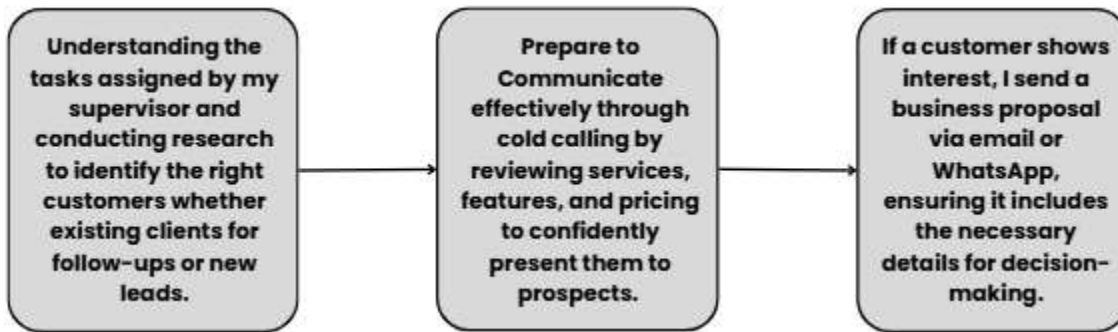 Understanding the
tasks assigned by my
supervisor and
conducting research
to identify the right
customers whether
existing clients for
follow-ups or new
leads.
Prepare to
Communicate
effectively through
cold calling by
reviewing services,
features, and pricing
to confidently
present them to
prospects.
If a customer shows
interest, I send a
business proposal
via email or
WhatsApp,
ensuring it includes
the necessary
details for decision-
making.